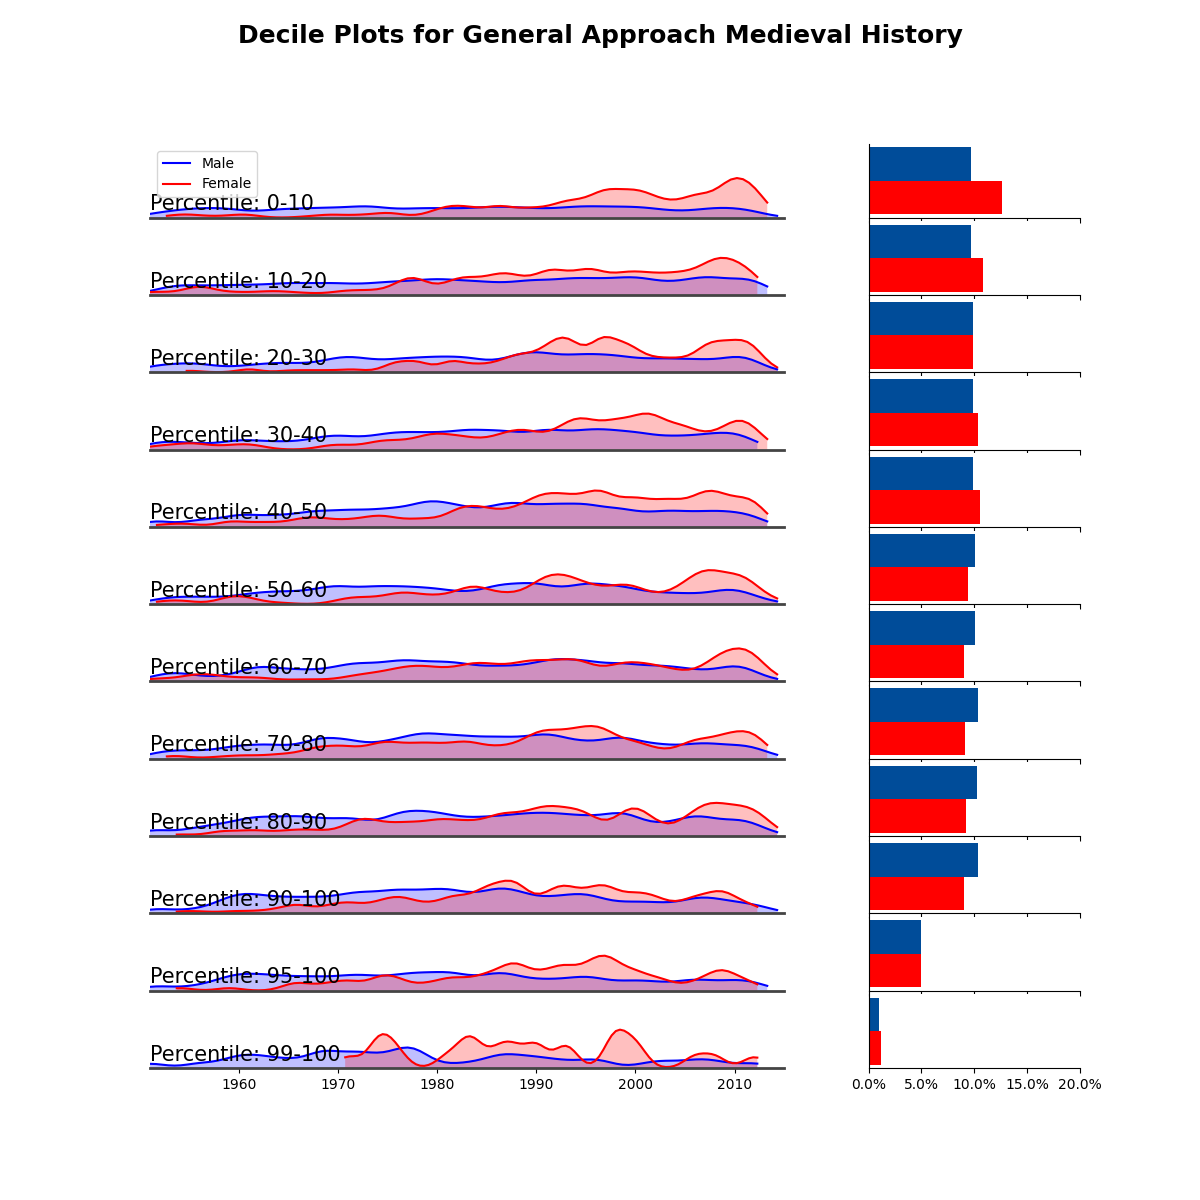 Decile Plots for General Approach Medieval History
Male
Female
Percentile: 0-10
Percentile: 10-20
Percentile: 20-30
Percentile: 30-40
Percentile: 40-50
Percentile: 50-60
Percentile: 60-70
Percentile: 70-80
Percentile: 80-90
Percentile: 90-100
Percentile: 95-100
Percentile: 99-100
1960 1970 1980 1990 2000 2010
0.0% 5.0% 10.0% 15.0% 20.0%